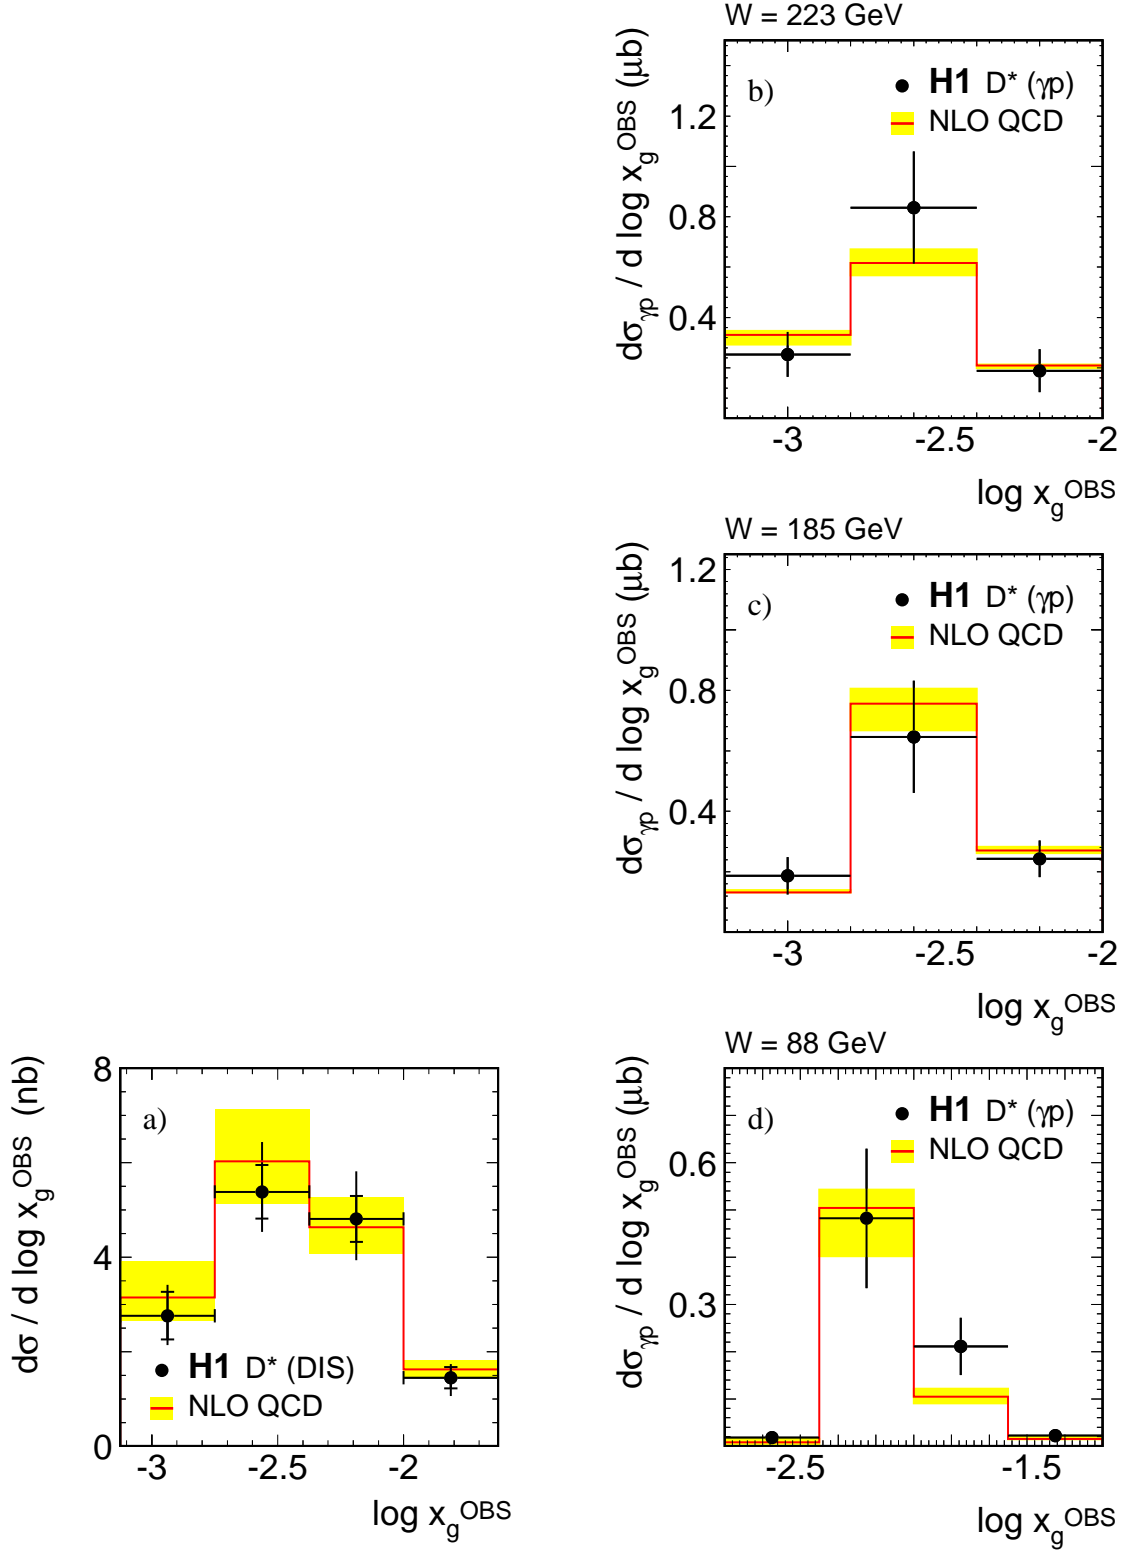 W = 223 GeV
dσγp / d log xgOBS (μb)
b)
H1 D* (γp)
NLO QCD
1.2
0.8
0.4
-3 -2.5 -2
log xgOBS
W = 185 GeV
dσγp / d log xgOBS (μb)
c)
H1 D* (γp)
NLO QCD
1.2
0.8
0.4
-3 -2.5 -2
log xgOBS
dσ / d log xgOBS (nb)
a)
8
4
0
H1 D* (DIS)
NLO QCD
-3 -2.5 -2
log xgOBS
W = 88 GeV
dσγp / d log xgOBS (μb)
d)
H1 D* (γp)
NLO QCD
0.6
0.3
-2.5 -1.5
log xgOBS